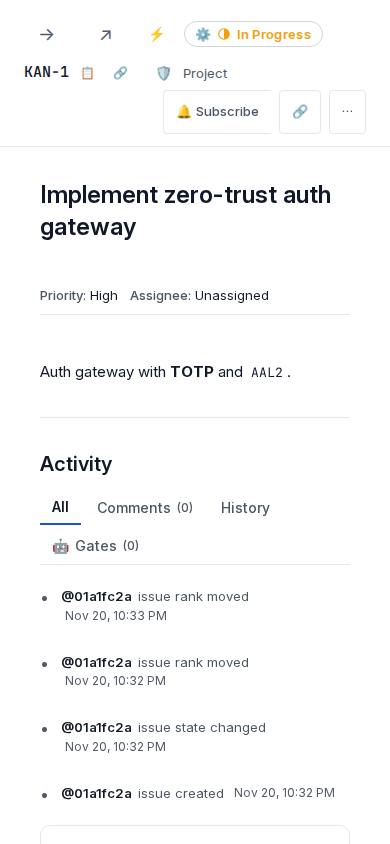 In Progress
KAN-1 Project
Subscribe ...
Implement zero-trust auth
gateway
Priority: High Assignee: Unassigned
Auth gateway with TOTP and AAL2.
Activity
All Comments (0) History
Gates (0)
@01a1fc2a issue rank moved
Nov 20, 10:33 PM
@01a1fc2a issue rank moved
Nov 20, 10:32 PM
@01a1fc2a issue state changed
Nov 20, 10:32 PM
@01a1fc2a issue created Nov 20, 10:32 PM